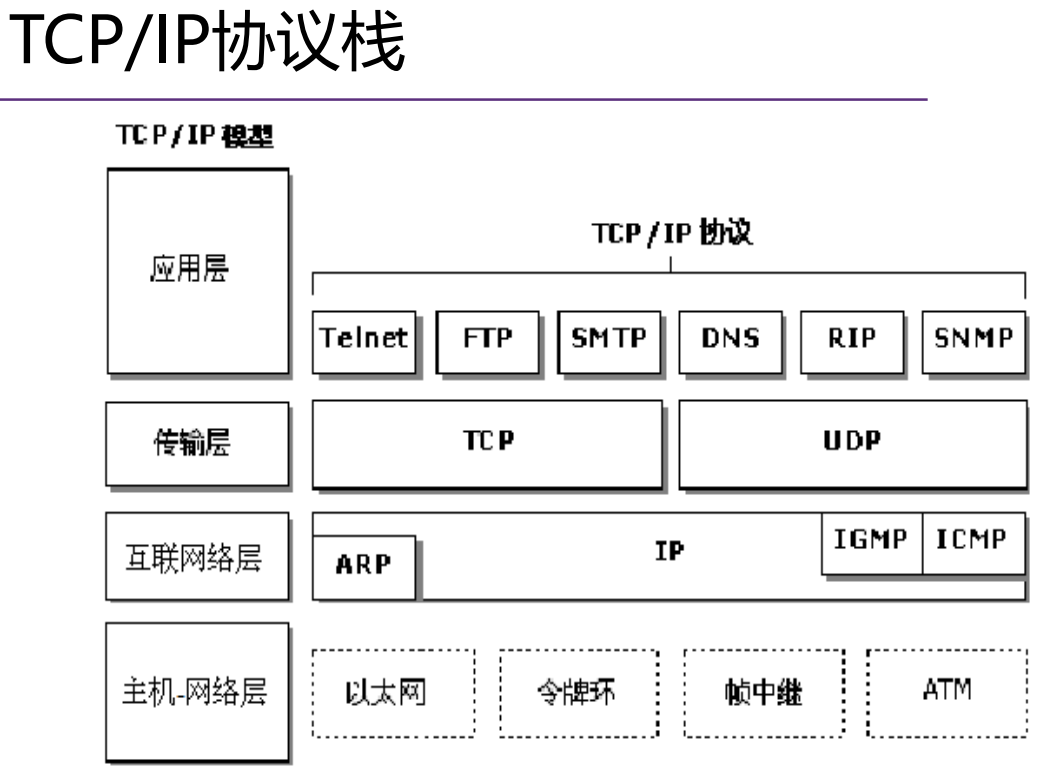 TCP/IP协议栈
TCP/IP 模型
应用层
TCP/IP 协议
Telnet
FTP
SMTP
DNS
RIP
SNMP
传输层
TCP
UDP
互联网络层
ARP
IP
IGMP
ICMP
主机-网络层
以太网
令牌环
帧中继
ATM